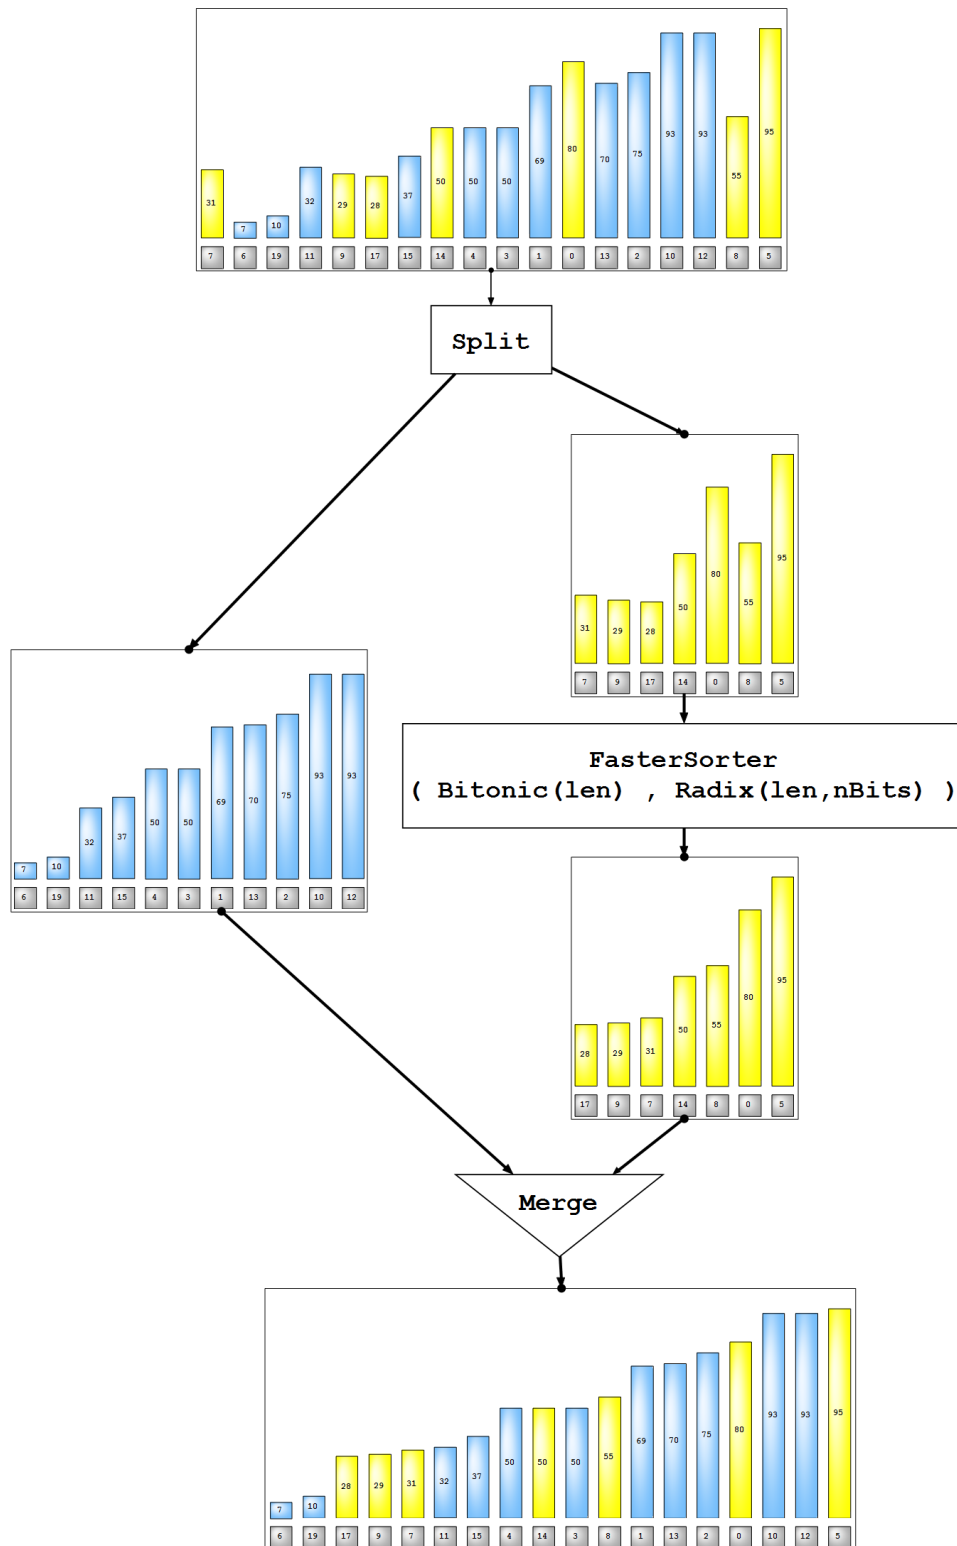 31 7 10 32 29 28 37 50 50 50 69 80 70 75 93 93 55 95
7 6 19 11 9 17 15 14 4 3 1 0 13 2 10 12 8 5
Split
31 29 28 50 80 55 95
7 9 17 14 0 8 5
7 10 32 37 50 50 69 70 75 93 93
6 19 11 15 4 3 1 13 2 10 12
FasterSorter
( Bitonic(len) , Radix(len,nBits) )
28 29 31 50 55 80 95
17 9 7 14 8 0 5
Merge
7 10 28 29 31 32 37 50 50 50 55 69 70 75 80 93 93 95
6 19 17 9 7 11 15 4 14 3 8 1 13 2 0 10 12 5